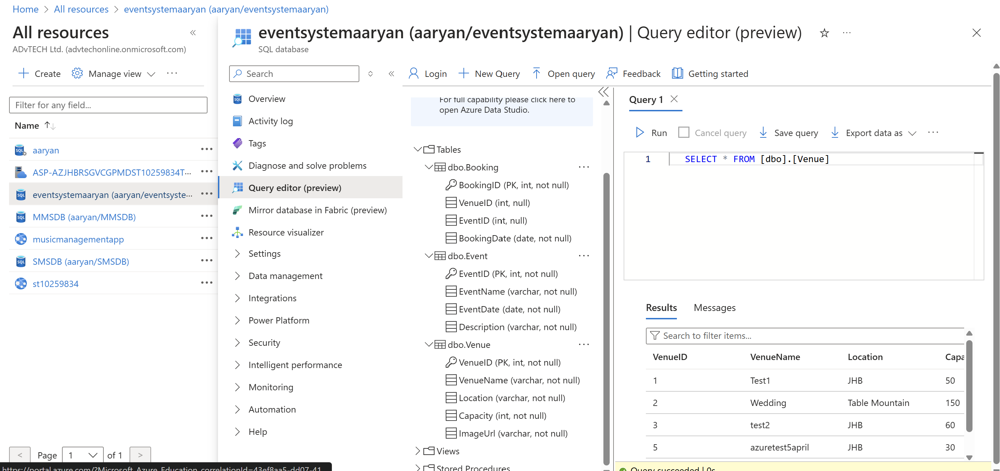 Home > All resources > eventsystemaaryan (aaryan/eventsystemaaryan)
All resources
ADvTECH Ltd. (advtechonline.onmicrosoft.com)
Create Manage view ...
Filter for any field...
Name
aaryan
ASP-AZJHBRSGVCGPMDST10259834T...
eventsystemaaryan (aaryan/eventsyste...
MMSDB (aaryan/MMSDB)
musicmanagementapp
SMSDB (aaryan/SMSDB)
st10259834
< Page 1 of 1 >
https://portal.azure.com/?Microsoft_Azure_Education_correlationId=43ef8aa5-dd07-41...
eventsystemaaryan (aaryan/eventsystemaaryan) | Query editor (preview)
SQL database
Search
Overview
Activity log
Tags
Diagnose and solve problems
Query editor (preview)
Mirror database in Fabric (preview)
Resource visualizer
Settings
Data management
Integrations
Power Platform
Security
Intelligent performance
Monitoring
Automation
Help
Login New Query Open query Feedback Getting started
For full capability please click here to
open Azure Data Studio.
Tables
dbo.Booking
BookingID (PK, int, not null)
VenueID (int, null)
EventID (int, null)
BookingDate (date, not null)
dbo.Event
EventID (PK, int, not null)
EventName (varchar, not null)
EventDate (date, not null)
Description (varchar, not null)
dbo.Venue
VenueID (PK, int, not null)
VenueName (varchar, not null)
Location (varchar, not null)
Capacity (int, not null)
ImageUrl (varchar, not null)
Views
Stored Procedures
Query 1
Run Cancel query Save query Export data as ...
1 SELECT * FROM [dbo].[Venue]
Results Messages
Search to filter items...
VenueID VenueName Location Capa
1 Test1 JHB 50
2 Wedding Table Mountain 150
3 test2 JHB 60
5 azuretest5april JHB 30
Query succeeded | 0s